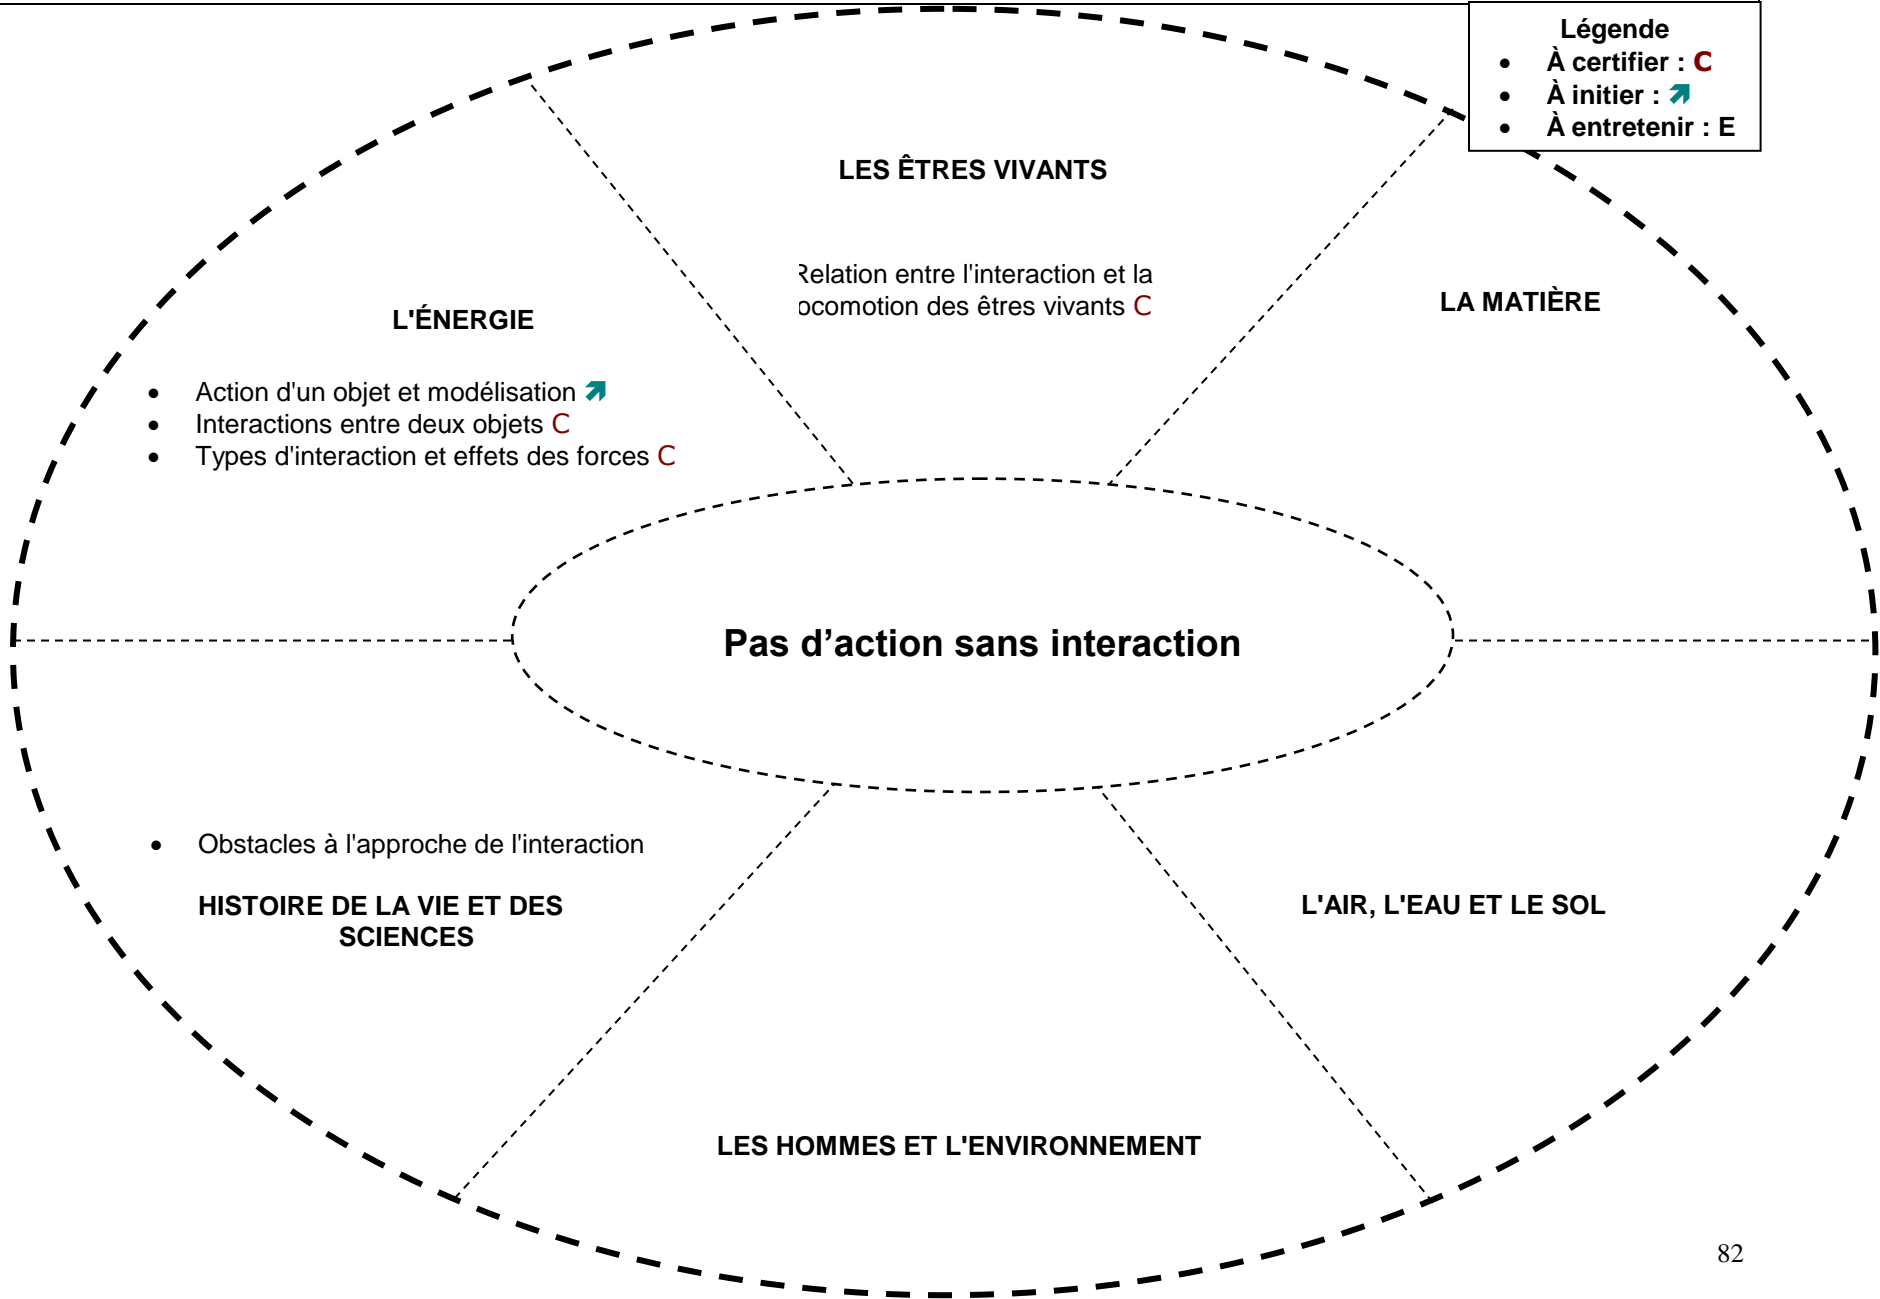 Légende
• À certifier : C
• À initier : ↗
• À entretenir : E
LES ÊTRES VIVANTS
Relation entre l'interaction et la
ocomotion des êtres vivants C
LA MATIÈRE
L'ÉNERGIE
• Action d'un objet et modélisation ↗
• Interactions entre deux objets C
• Types d'interaction et effets des forces C
Pas d’action sans interaction
• Obstacles à l'approche de l'interaction
HISTOIRE DE LA VIE ET DES
SCIENCES
L'AIR, L'EAU ET LE SOL
LES HOMMES ET L'ENVIRONNEMENT
82